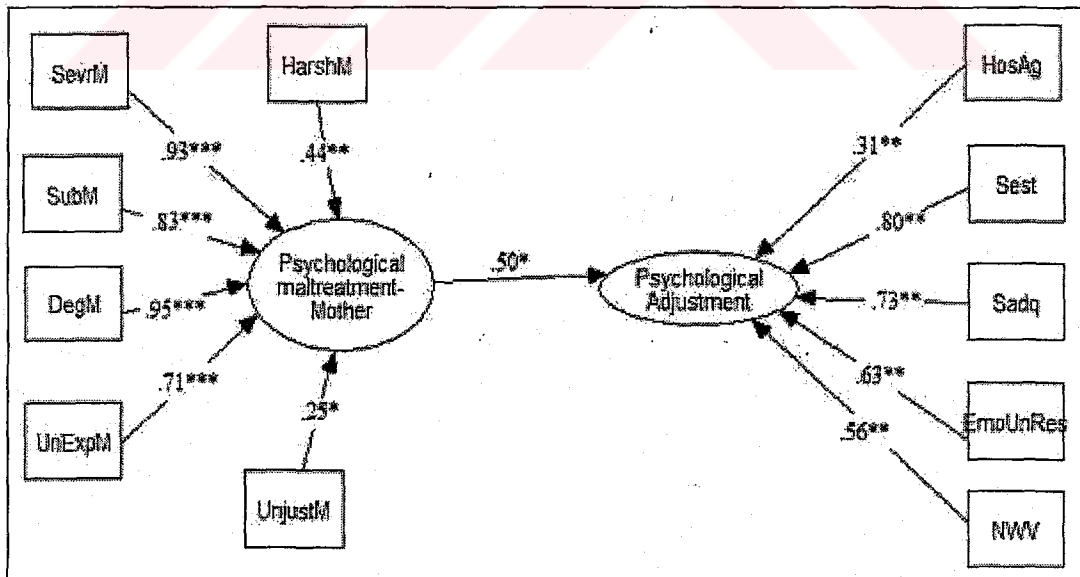 SevrM
HarshM
HosAg
.93***
.44**
.31**
SubM
Sest
.83***
.80**
Psychological
maltreatment-
Mother
.50*
Psychological
Adjustment
DegM
.95***
Sadq
.73**
.71***
.63**
UnExpM
.25*
.56**
EmoUnRes
UnjustM
NWV